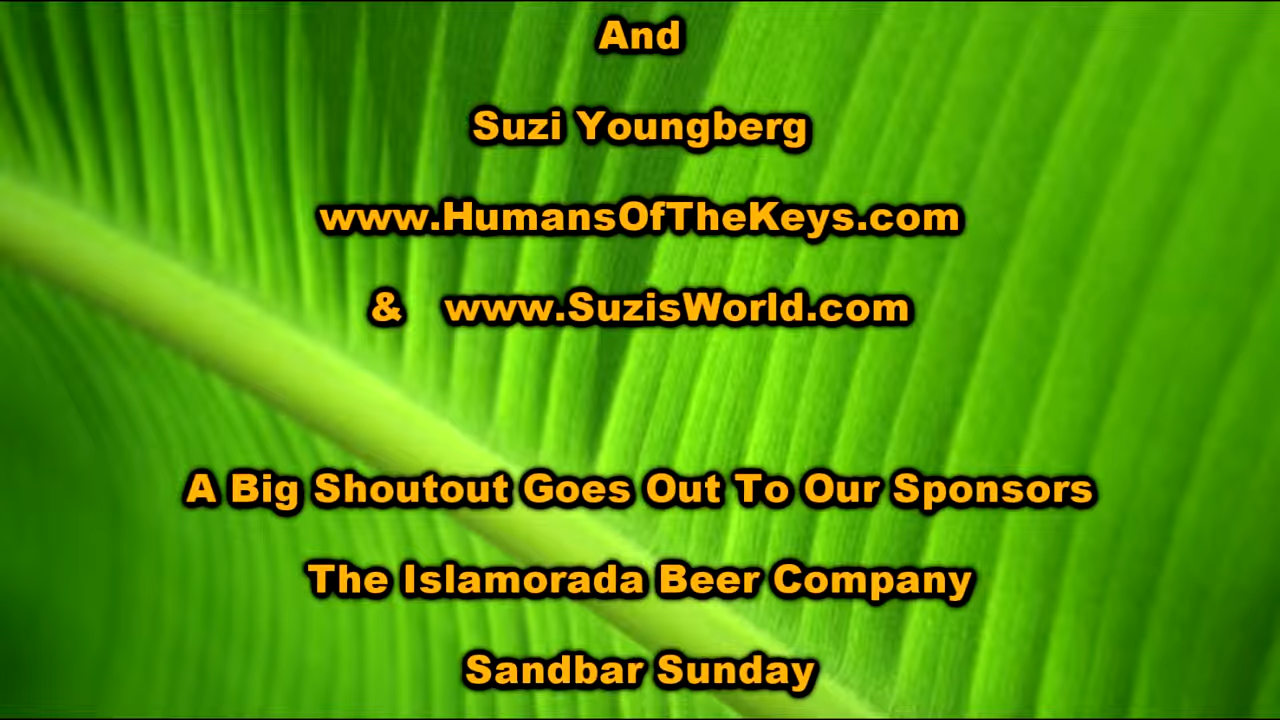 And
Suzi Youngberg
www.HumansOfTheKeys.com
& www.SuzisWorld.com
A Big Shoutout Goes Out To Our Sponsors
The Islamorada Beer Company
Sandbar Sunday